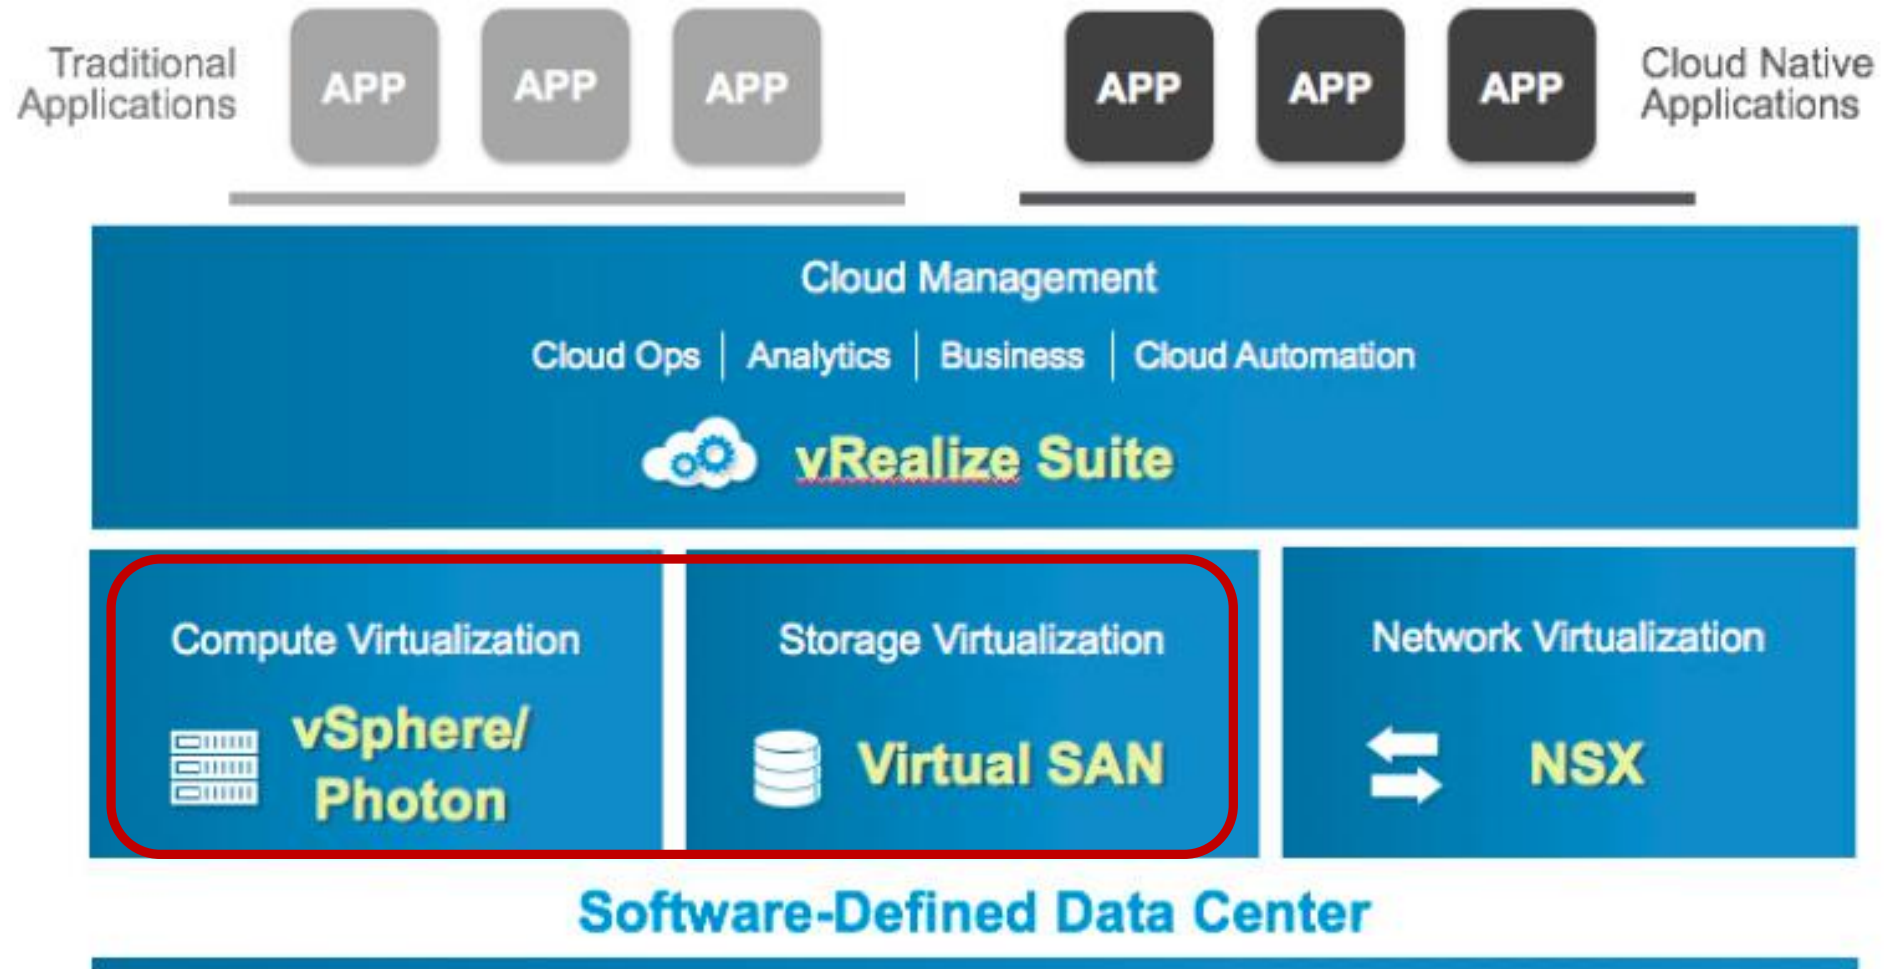 Traditional
Applications
APP
APP
APP
APP
APP
APP
Cloud Native
Applications
Cloud Management
Cloud Ops | Analytics | Business | Cloud Automation
vRealize Suite
Compute Virtualization
vSphere/
Photon
Storage Virtualization
Virtual SAN
Network Virtualization
NSX
Software-Defined Data Center